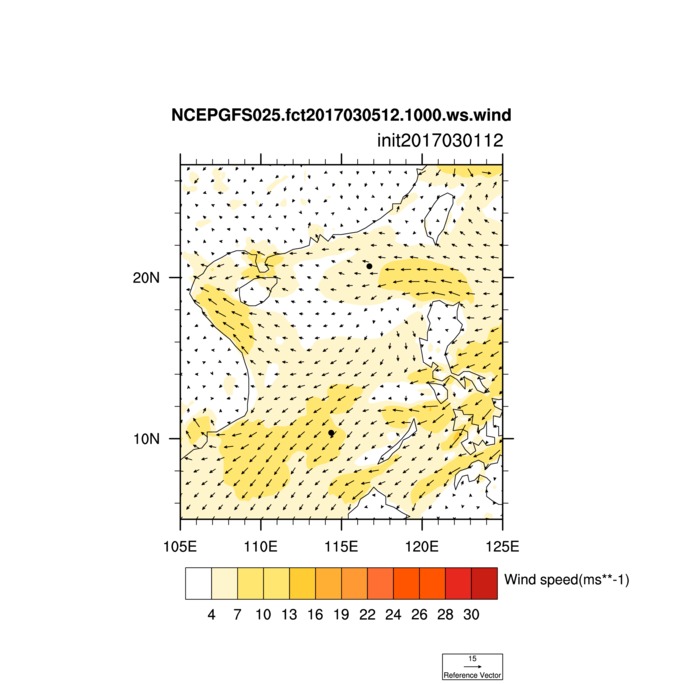 NCEPGFS025.fct2017030512.1000.ws.wind
init2017030112
20N
10N
105E 110E 115E 120E 125E
Wind speed(ms**-1)
4 7 10 13 16 19 22 24 26 28 30
15
Reference Vector